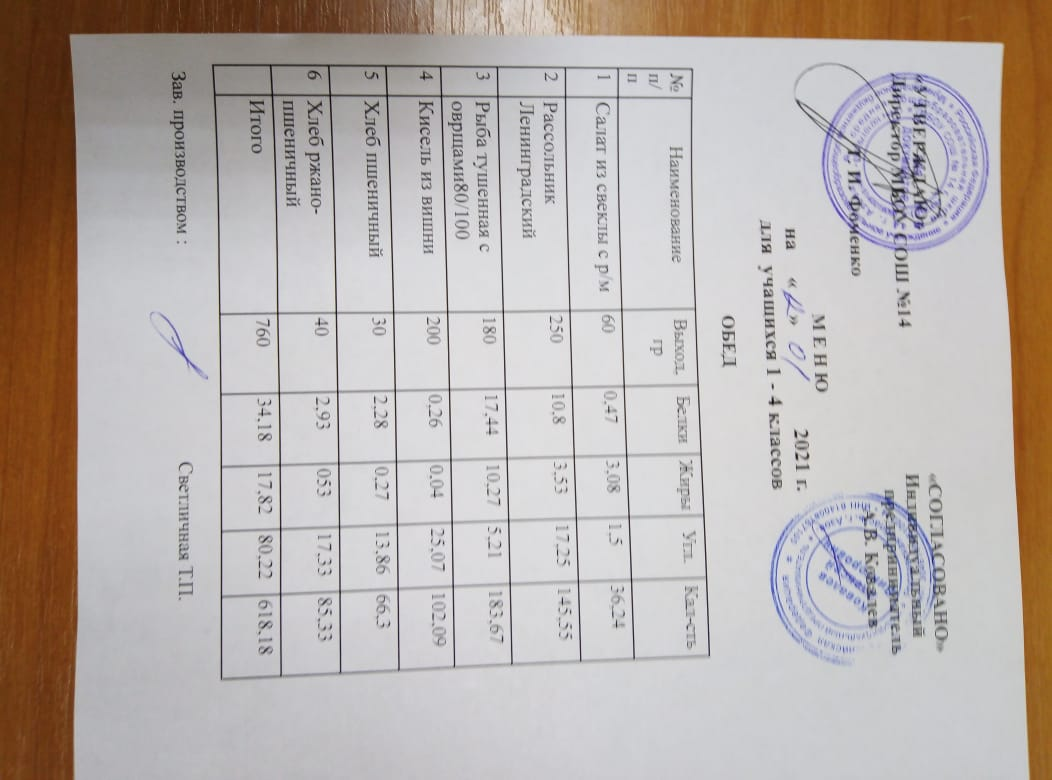 «УТВЕРЖДАЮ»
Директор МБОУ СОШ №14
Т. И. Фоменко
«СОГЛАСОВАНО»
Индивидуальный
предприниматель
А.В. Ковалев
М Е Н Ю
на « » 01 2021 г.
для учащихся 1 - 4 классов
ОБЕД
№ п/п Наименование Выход, гр Белки Жиры Угл. Кал-сть
1 Салат из свеклы с р/м 60 0,47 3,08 1,5 36,24
2 Рассольник 250 10,8 3,53 17,25 145,55
Ленинградский
3 Рыба тушенная с 180 17,44 10,27 5,21 183,67
оврщами80/100
4 Кисель из вишни 200 0,26 0,04 25,07 102,09
5 Хлеб пшеничный 30 2,28 0,27 13,86 66,3
6 Хлеб ржано- 40 2,93 053 17,33 85,33
пшеничный
Итого 760 34,18 17,82 80,22 618,18
Зав. производством : Светличная Т.П.